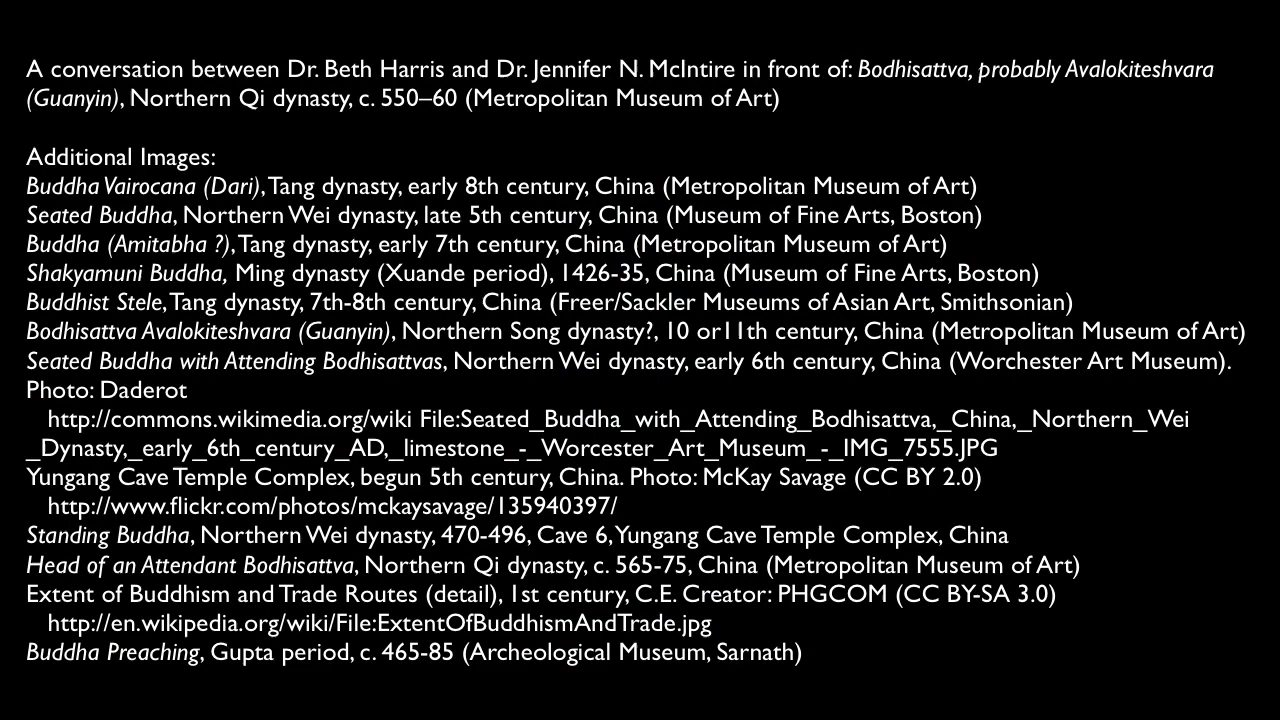 A conversation between Dr. Beth Harris and Dr. Jennifer N. McIntire in front of: Bodhisattva, probably Avalokiteshvara
(Guanyin), Northern Qi dynasty, c. 550–60 (Metropolitan Museum of Art)
Additional Images:
Buddha Vairocana (Dari), Tang dynasty, early 8th century, China (Metropolitan Museum of Art)
Seated Buddha, Northern Wei dynasty, late 5th century, China (Museum of Fine Arts, Boston)
Buddha (Amitabha ?), Tang dynasty, early 7th century, China (Metropolitan Museum of Art)
Shakyamuni Buddha, Ming dynasty (Xuande period), 1426-35, China (Museum of Fine Arts, Boston)
Buddhist Stele, Tang dynasty, 7th-8th century, China (Freer/Sackler Museums of Asian Art, Smithsonian)
Bodhisattva Avalokiteshvara (Guanyin), Northern Song dynasty?, 10 or11th century, China (Metropolitan Museum of Art)
Seated Buddha with Attending Bodhisattvas, Northern Wei dynasty, early 6th century, China (Worchester Art Museum).
Photo: Daderot
http://commons.wikimedia.org/wiki File:Seated_Buddha_with_Attending_Bodhisattva,_China,_Northern_Wei
_Dynasty,_early_6th_century_AD,_limestone_-_Worcester_Art_Museum_-_IMG_7555.JPG
Yungang Cave Temple Complex, begun 5th century, China. Photo: McKay Savage (CC BY 2.0)
http://www.flickr.com/photos/mckaysavage/135940397/
Standing Buddha, Northern Wei dynasty, 470-496, Cave 6, Yungang Cave Temple Complex, China
Head of an Attendant Bodhisattva, Northern Qi dynasty, c. 565-75, China (Metropolitan Museum of Art)
Extent of Buddhism and Trade Routes (detail), 1st century, C.E. Creator: PHGCOM (CC BY-SA 3.0)
http://en.wikipedia.org/wiki/File:ExtentOfBuddhismAndTrade.jpg
Buddha Preaching, Gupta period, c. 465-85 (Archeological Museum, Sarnath)